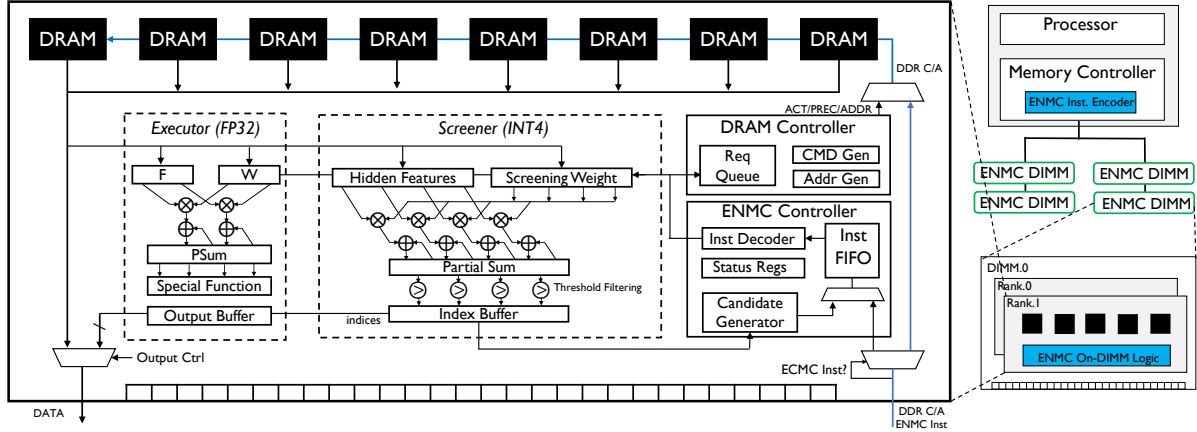 DRAM DRAM DRAM DRAM DRAM DRAM DRAM DRAM
DDR C/A
ACT/PREC/ADDR
Executor (FP32)
F
W
PSum
Special Function
Output Buffer
Screener (INT4)
Hidden Features
Screening Weight
Partial Sum
Threshold Filtering
Index Buffer
indices
DRAM Controller
Req
Queue
CMD Gen
Addr Gen
ENMC Controller
Inst Decoder
Inst
FIFO
Status Regs
Candidate
Generator
Output Ctrl
ECMC Inst?
DATA
DDR C/A
ENMC Inst
Processor
Memory Controller
ENMC Inst. Encoder
ENMC DIMM ENMC DIMM
ENMC DIMM ENMC DIMM
DIMM.0
Rank.0
Rank.1
ENMC On-DIMM Logic